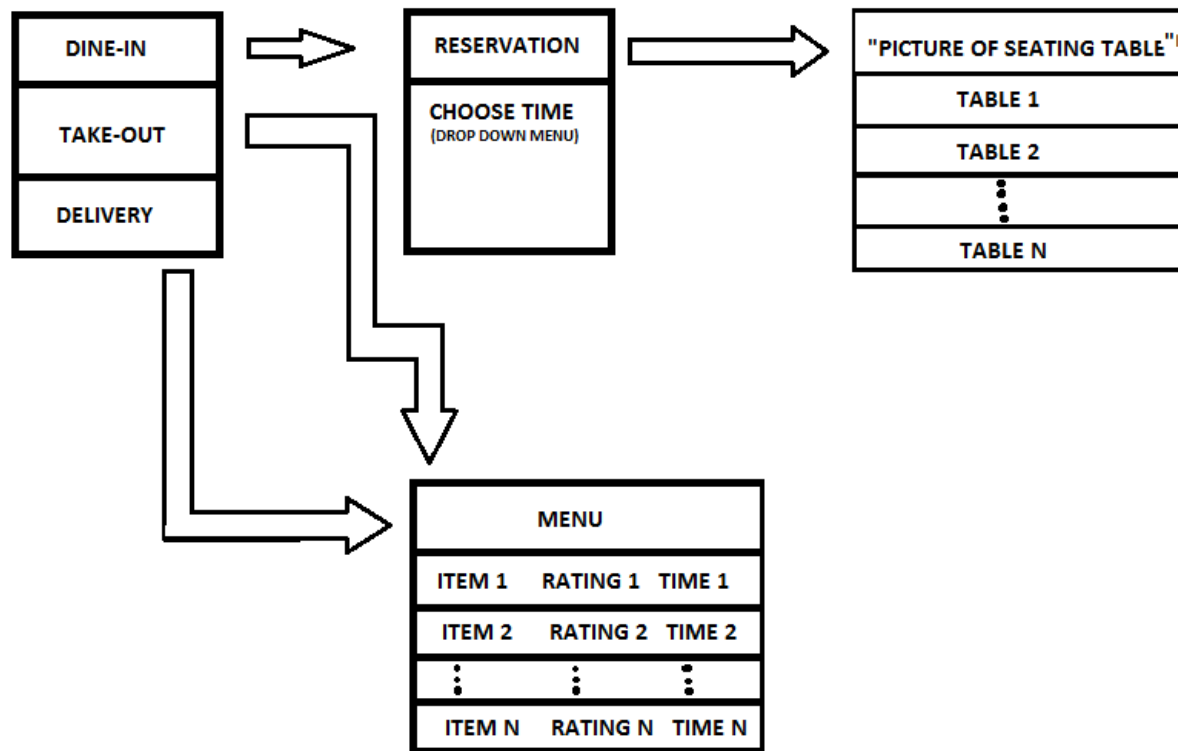 DINE-IN
TAKE-OUT
DELIVERY
RESERVATION
CHOOSE TIME
(DROP DOWN MENU)
"PICTURE OF SEATING TABLE"
TABLE 1
TABLE 2
TABLE N
MENU
ITEM 1 RATING 1 TIME 1
ITEM 2 RATING 2 TIME 2
ITEM N RATING N TIME N